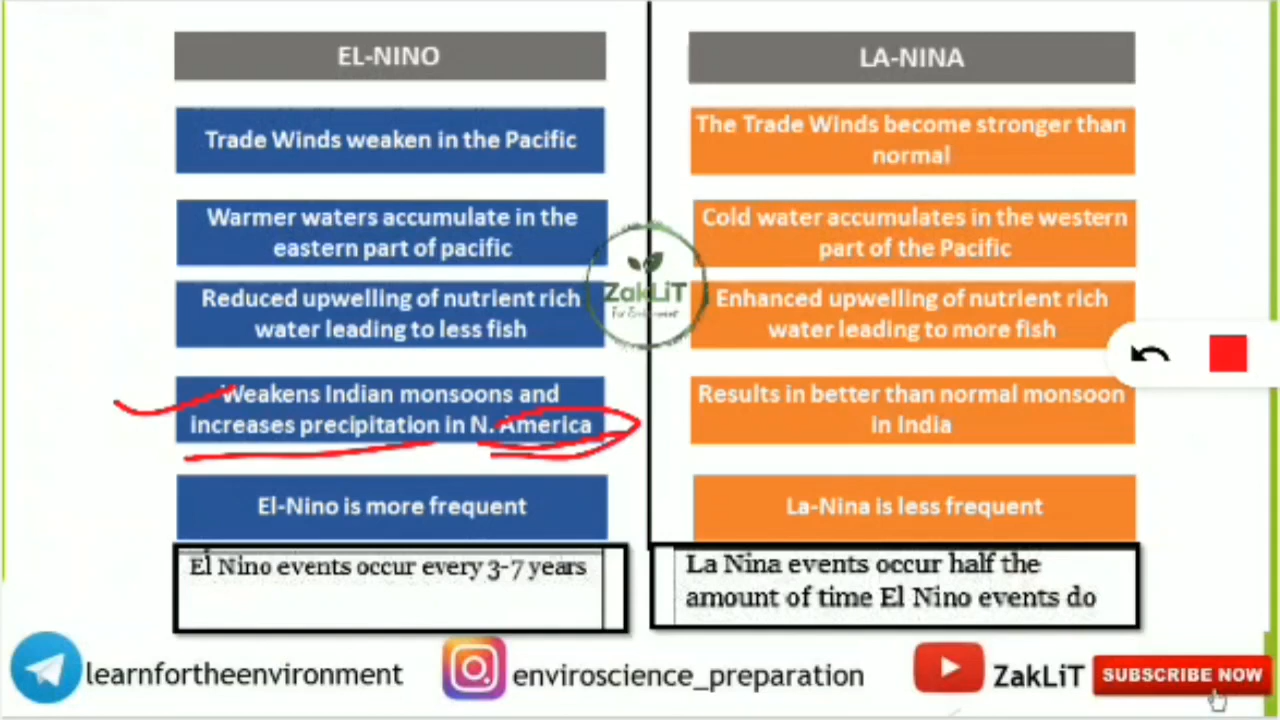 EL-NINO
LA-NINA
Trade Winds weaken in the Pacific
The Trade Winds become stronger than
normal
Warmer waters accumulate in the
eastern part of pacific
Cold water accumulates in the western
part of the Pacific
Reduced upwelling of nutrient rich
water leading to less fish
ZakLiT
For Environment
Enhanced upwelling of nutrient rich
water leading to more fish
Weakens Indian monsoons and
increases precipitation in N. America
Results in better than normal monsoon
in India
El-Nino is more frequent
La-Nina is less frequent
El Nino events occur every 3-7 years
La Nina events occur half the
amount of time El Nino events do
learnfortheenvironment
enviroscience_preparation
ZakLiT
SUBSCRIBE NOW